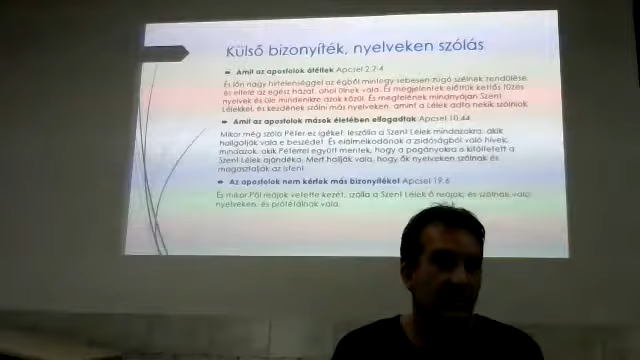 Külső bizonyíték, nyelveken szólás
Amit az apostolok átéltek Apcsel 2.2-4
És lőn nagy hirtelenséggel az égből mintegy sebesen zúgó szélnek zendülése,
és eltelé az egész házat, ahol ülnek vala. És megjelentek előttük kettős tüzes
nyelvek és üle mindenikre azok közül. És megtelének mindnyájan Szent
Lélekkel, és kezdének szólni más nyelveken, amint a Lélek adta nekik szólniok
Amit az apostolok mások életében elfogadtak Apcsel 10.44
Mikor még szóla Péter ez igéket, leszálla a Szent Lélek mindazokra, akik
hallgatják vala e beszédet. És elálmélkodának a zsidóságból való hívek,
mindazok, akik Péterrel együtt mentek, hogy a pogányokra is kitöltetett a
Szent Lélek ajándéka. Mert hallják vala, hogy ők nyelveken szólnak és
magasztalják az Istent
Az apostolok nem kértek más bizonyítékot Apcsel 19.6
És mikor Pál reájok vetette kezét, szálla a Szent Lélek ő reájok; és szólnak vala
nyelveken, és prófétálnak vala.